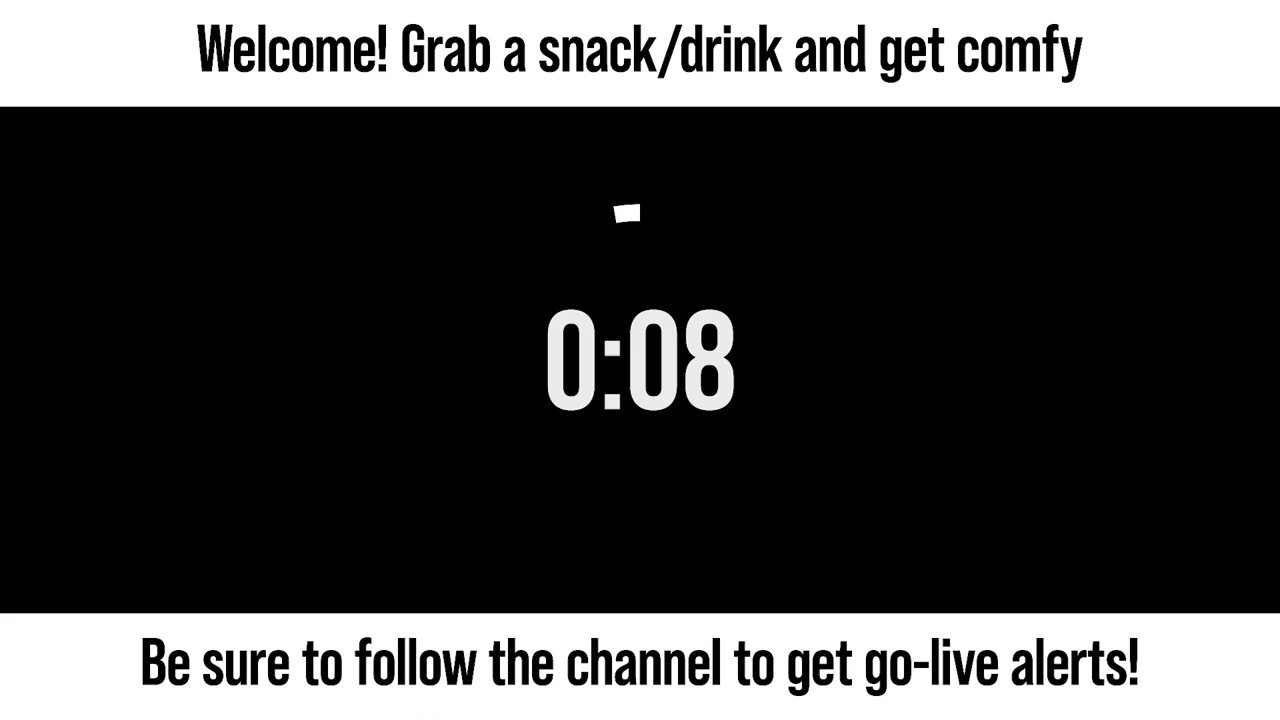 Welcome! Grab a snack/drink and get comfy
0:08
Be sure to follow the channel to get go-live alerts!